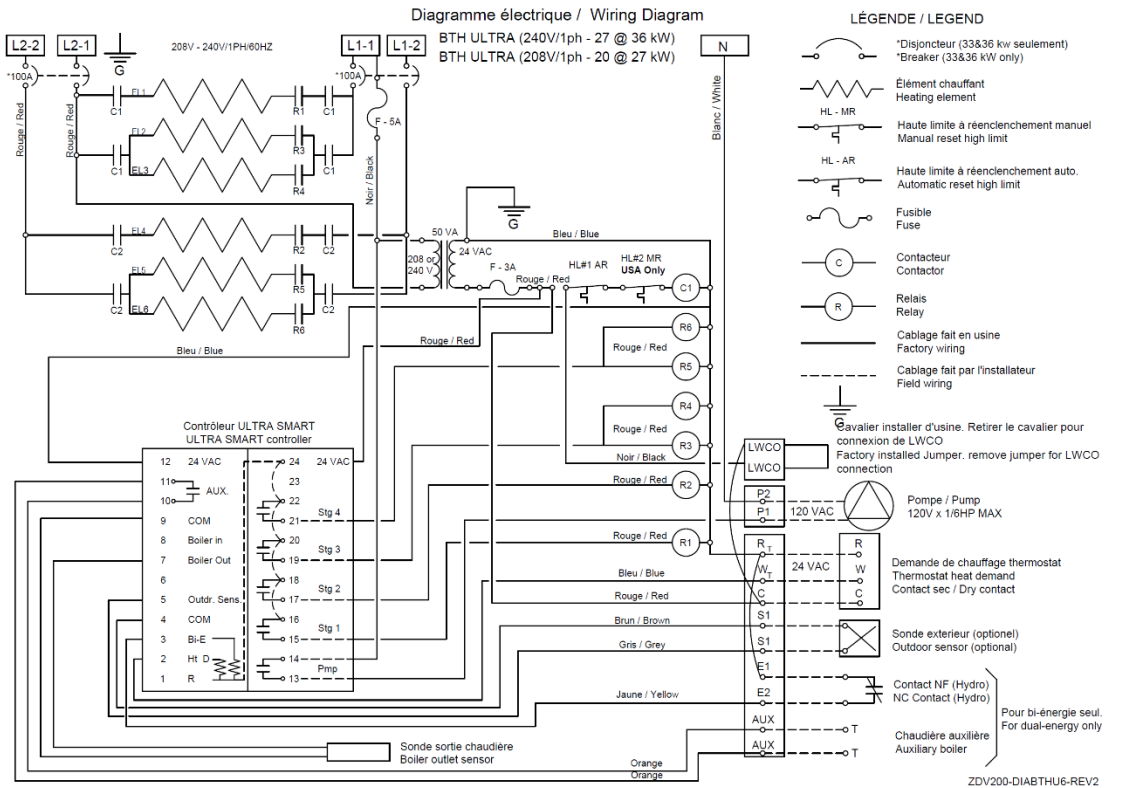 Diagramme électrique / Wiring Diagram
BTH ULTRA (240V/1ph - 27 @ 36 kW)
BTH ULTRA (208V/1ph - 20 @ 27 kW)
L2-2
L2-1
G
208V - 240V/1PH/60HZ
L1-1
L1-2
N
*100A
*100A
Rouge / Red
Rouge / Red
Noir / Black
Blanc / White
F - 5A
C1
EL1
R1
C1
EL2
R3
C1
EL3
C1
R4
EL4
C2
R2
C2
EL5
R5
C2
EL6
C2
R6
50 VA
208 or
240 V
24 VAC
G
Bleu / Blue
F - 3A
Rouge / Red
HL#1 AR
HL#2 MR
USA Only
C1
R6
Rouge / Red
R5
R4
Rouge / Red
R3
Noir / Black
Rouge / Red
R2
Rouge / Red
R1
Bleu / Blue
Rouge / Red
Bleu / Blue
Rouge / Red
Brun / Brown
Gris / Grey
Jaune / Yellow
Orange
Orange
Contrôleur ULTRA SMART
ULTRA SMART controller
12 24 VAC
11
AUX.
10
9 COM
8 Boiler in
7 Boiler Out
6
5 Outdr. Sens.
4 COM
3 Bi-E
2 Ht D
1 R
24 24 VAC
23
22
Stg 4
21
20
Stg 3
19
18
Stg 2
17
16
Stg 1
15
14
Pmp
13
Sonde sortie chaudière
Boiler outlet sensor
LWCO
LWCO
P2
P1
120 VAC
R T
W T
C
24 VAC
R
W
C
S1
S1
E1
E2
AUX
AUX
T
T
LÉGENDE / LEGEND
*Disjoncteur (33&36 kw seulement)
*Breaker (33&36 kW only)
Élément chauffant
Heating element
HL - MR
Haute limite à réenclenchement manuel
Manual reset high limit
HL - AR
Haute limite à réenclenchement auto.
Automatic reset high limit
Fusible
Fuse
C
Contacteur
Contactor
R
Relais
Relay
Cablage fait en usine
Factory wiring
Cablage fait par l'installateur
Field wiring
G
Cavalier installer d'usine. Retirer le cavalier pour
connexion de LWCO
Factory installed Jumper. remove jumper for LWCO
connection
Pompe / Pump
120V x 1/6HP MAX
Demande de chauffage thermostat
Thermostat heat demand
Contact sec / Dry contact
Sonde exterieur (optionel)
Outdoor sensor (optional)
Contact NF (Hydro)
NC Contact (Hydro)
Pour bi-énergie seul.
For dual-energy only
Chaudière auxilière
Auxiliary boiler
ZDV200-DIABTHU6-REV2